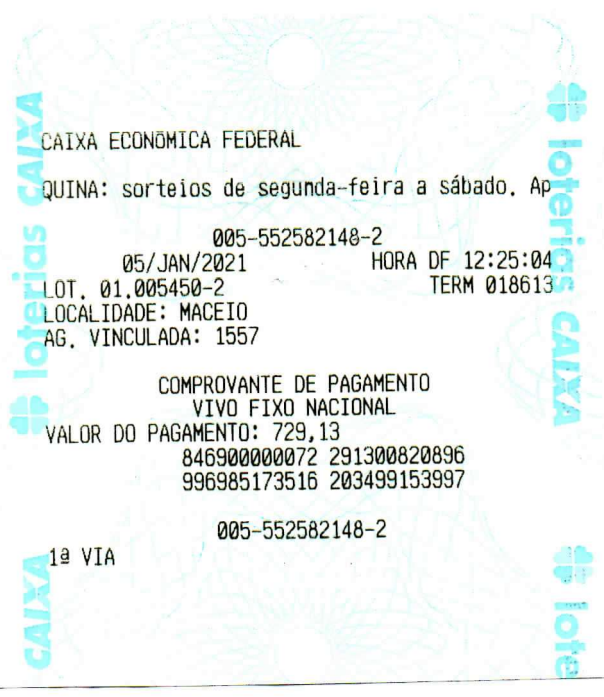 CAIXA ECONÔMICA FEDERAL
QUINA: sorteios de segunda-feira a sábado. Ap
005-552582148-2
05/JAN/2021 HORA DF 12:25:04
LOT. 01.005450-2 TERM 018613
LOCALIDADE: MACEIO
AG. VINCULADA: 1557
COMPROVANTE DE PAGAMENTO
VIVO FIXO NACIONAL
VALOR DO PAGAMENTO: 729,13
846900000072 291300820896
996985173516 203499153997
005-552582148-2
1ª VIA
loterias CAIXA
CAIXA
loterias CAIXA
lote